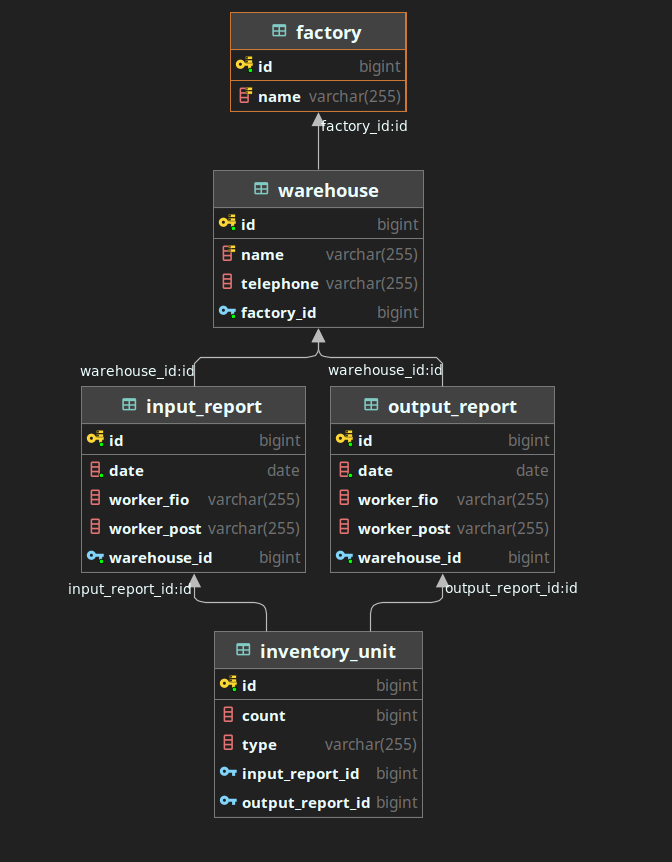 factory
id bigint
name varchar(255)
factory_id:id
warehouse
id bigint
name varchar(255)
telephone varchar(255)
factory_id bigint
warehouse_id:id
warehouse_id:id
input_report
id bigint
date date
worker_fio varchar(255)
worker_post varchar(255)
warehouse_id bigint
output_report
id bigint
date date
worker_fio varchar(255)
worker_post varchar(255)
warehouse_id bigint
input_report_id:id
output_report_id:id
inventory_unit
id bigint
count bigint
type varchar(255)
input_report_id bigint
output_report_id bigint